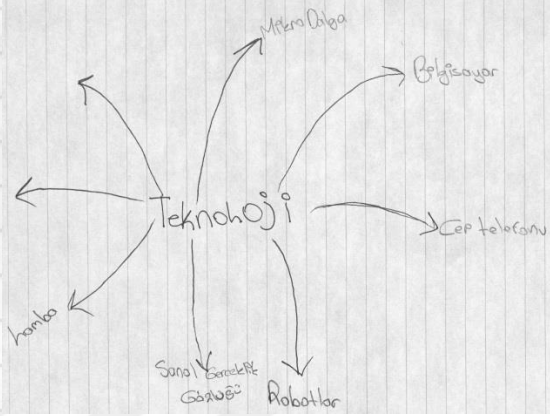 Mikro Dalga
Bilgisayar
Teknoloji
Cep telefonu
Lamba
Sanal Gerçeklik
Gözlüğü
Robotlar